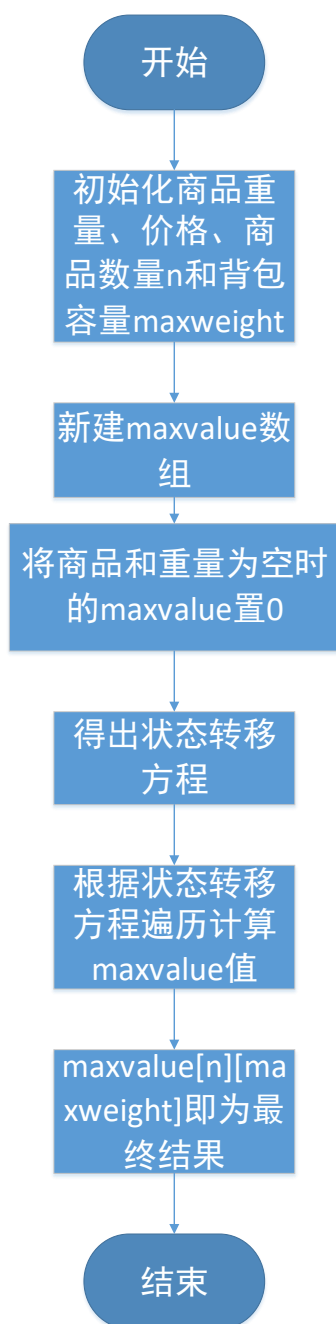 开始
初始化商品重
量、价格、商
品数量n和背包
容量maxweight
新建maxvalue数
组
将商品和重量为空时
的maxvalue置0
得出状态转移
方程
根据状态转移
方程遍历计算
maxvalue值
maxvalue[n][ma
xweight]即为最
终结果
结束